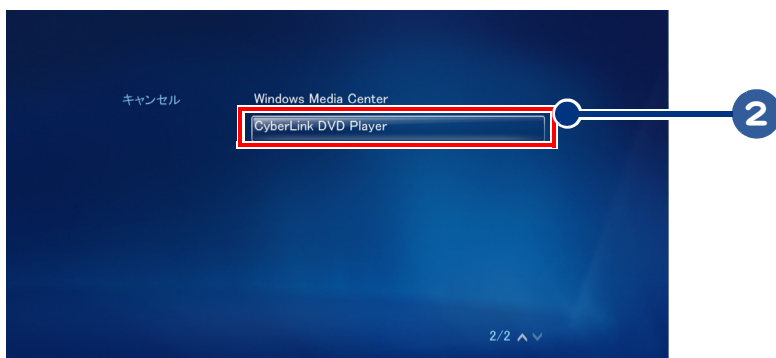 キャンセル
Windows Media Center
CyberLink DVD Player
2
2/2